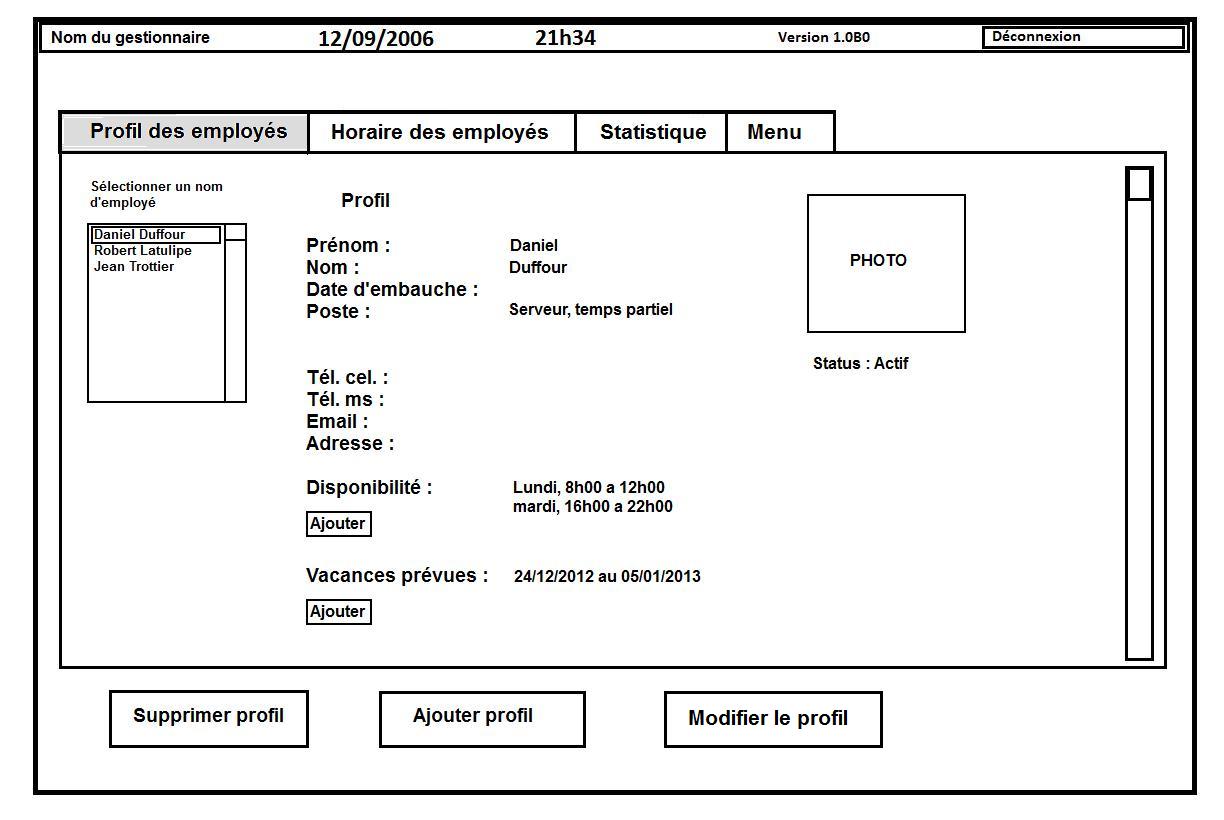 Nom du gestionnaire 12/09/2006 21h34 Version 1.0B0 Déconnexion
Profil des employés Horaire des employés Statistique Menu
Sélectionner un nom
d'employé
Daniel Duffour
Robert Latulipe
Jean Trottier
Profil
Prénom : Daniel
Nom : Duffour
Date d'embauche :
Poste : Serveur, temps partiel
Tél. cel. :
Tél. ms :
Email :
Adresse :
Disponibilité : Lundi, 8h00 a 12h00
mardi, 16h00 a 22h00
Ajouter
Vacances prévues : 24/12/2012 au 05/01/2013
Ajouter
PHOTO
Status : Actif
Supprimer profil Ajouter profil Modifier le profil